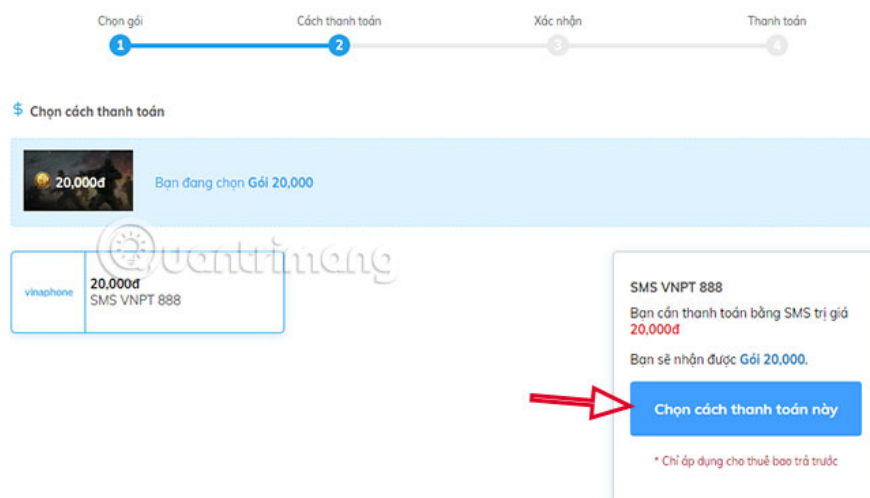 Chọn gói
Cách thanh toán
Xác nhận
Thanh toán
1
2
3
4
$ Chọn cách thanh toán
20,000đ
Bạn đang chọn Gói 20,000
Quantrimang
vinaphone
20,000đ
SMS VNPT 888
SMS VNPT 888
Bạn cần thanh toán bằng SMS trị giá
20,000đ
Bạn sẽ nhận được Gói 20,000.
Chọn cách thanh toán này
* Chỉ áp dụng cho thuê bao trả trước